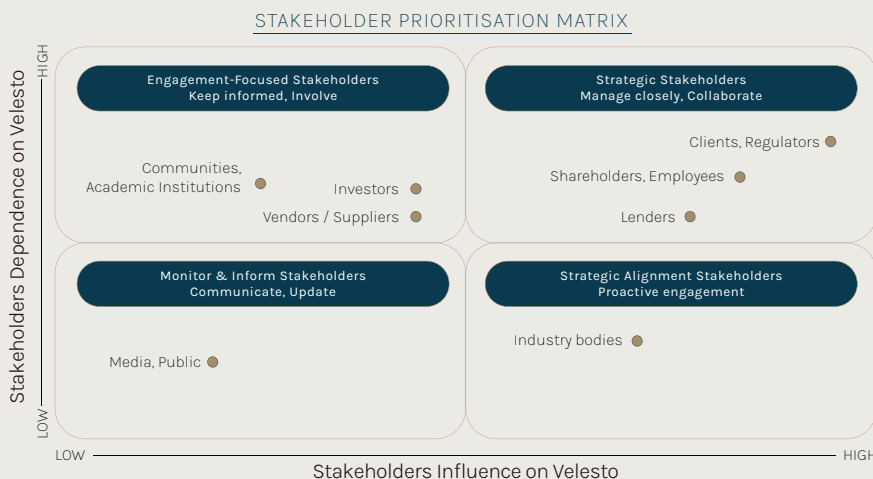 STAKEHOLDER PRIORITISATION MATRIX
Stakeholders Dependence on Velesto
HIGH
LOW
Engagement-Focused Stakeholders
Keep informed, Involve
Communities,
Academic Institutions
Investors
Vendors / Suppliers
Strategic Stakeholders
Manage closely, Collaborate
Clients, Regulators
Shareholders, Employees
Lenders
Monitor & Inform Stakeholders
Communicate, Update
Media, Public
Strategic Alignment Stakeholders
Proactive engagement
Industry bodies
LOW
HIGH
Stakeholders Influence on Velesto